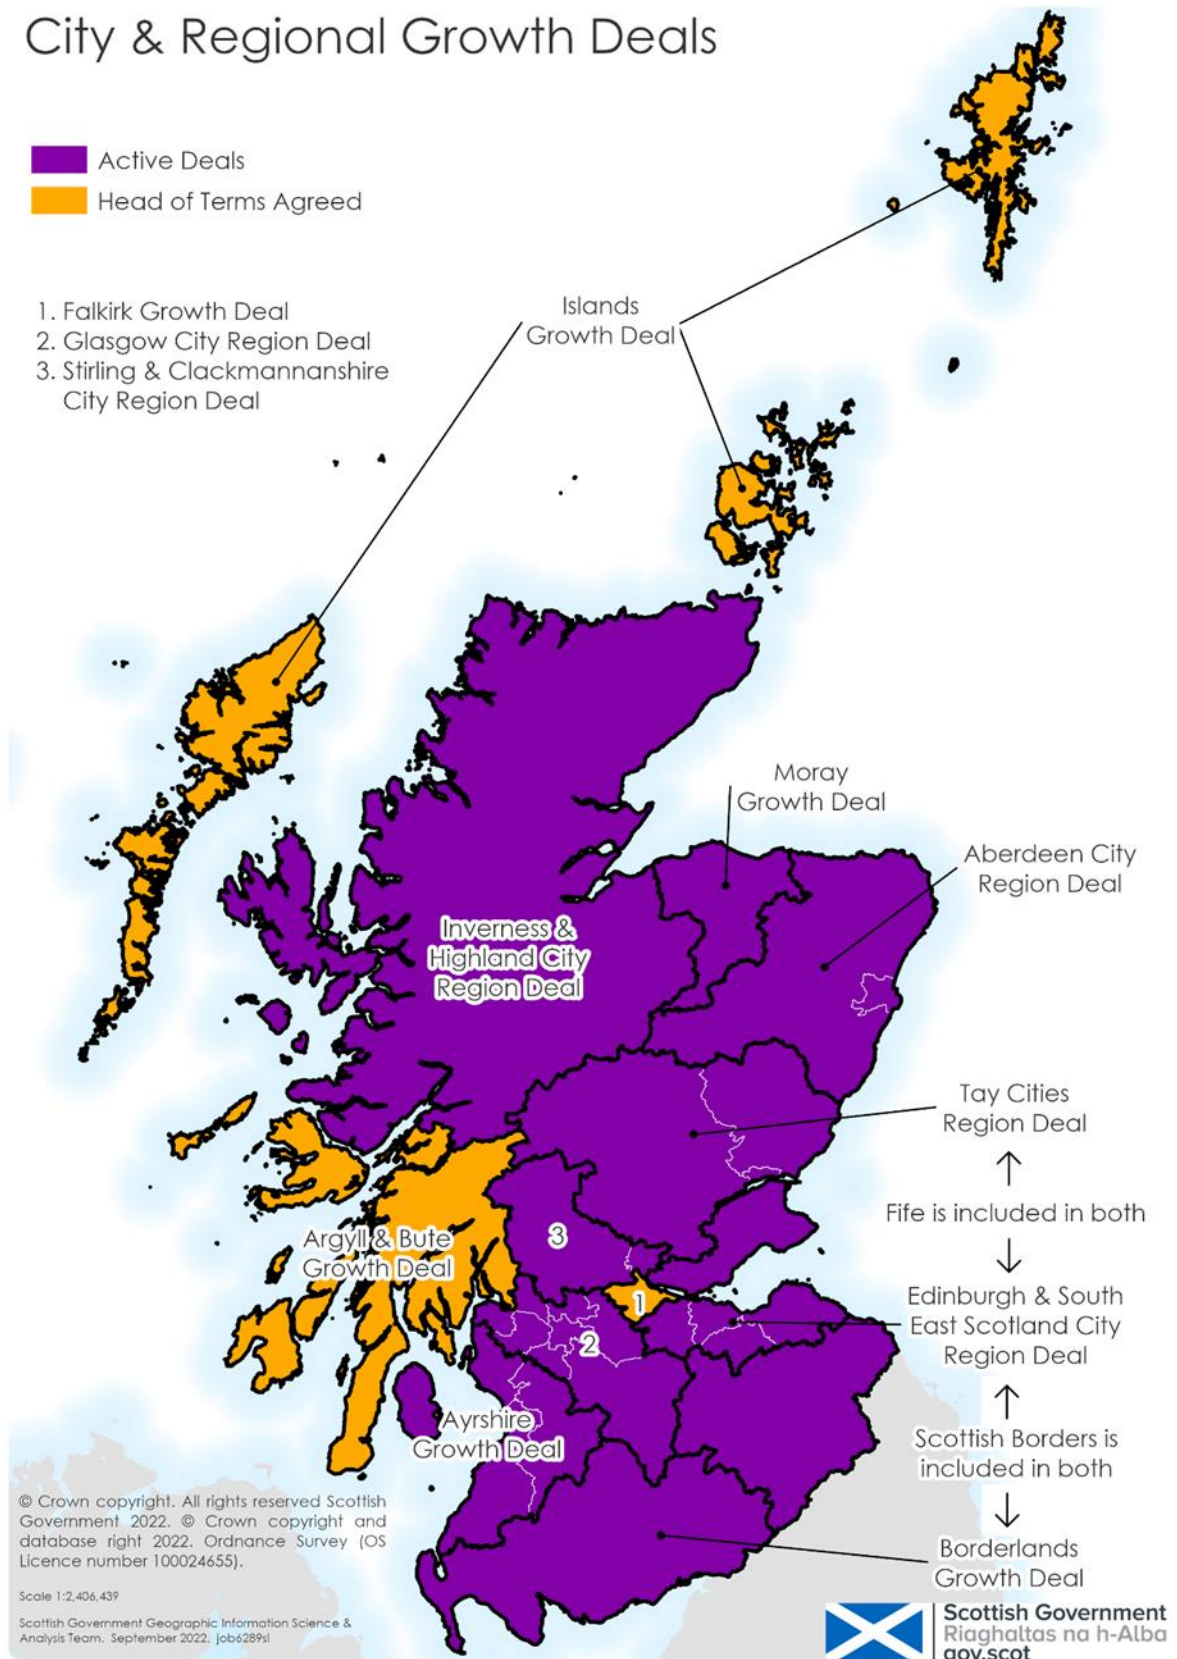 City & Regional Growth Deals
Active Deals
Head of Terms Agreed
1. Falkirk Growth Deal
2. Glasgow City Region Deal
3. Stirling & Clackmannanshire
City Region Deal
Islands
Growth Deal
Moray
Growth Deal
Aberdeen City
Region Deal
Inverness &
Highland City
Region Deal
Tay Cities
Region Deal
Fife is included in both
Argyll & Bute
Growth Deal
3
1
2
Edinburgh & South
East Scotland City
Region Deal
Ayrshire
Growth Deal
Scottish Borders is
included in both
Borderlands
Growth Deal
© Crown copyright. All rights reserved Scottish
Government 2022. © Crown copyright and
database right 2022. Ordnance Survey (OS
Licence number 100024655).
Scale 1:2,406,439
Scottish Government Geographic Information Science &
Analysis Team. September 2022. job6289sl
Scottish Government
Riaghaltas na h-Alba
gov.scot